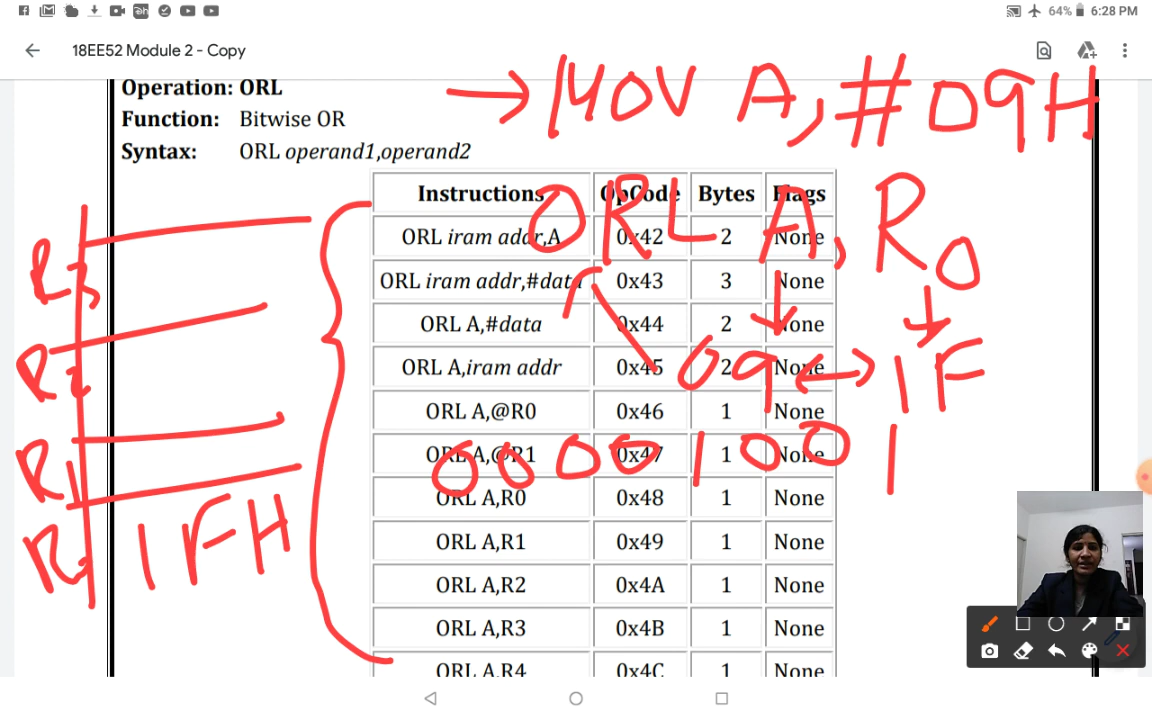 64% 6:28 PM
18EE52 Module 2 - Copy
Operation: ORL
Function: Bitwise OR
Syntax: ORL operand1,operand2
→ MOV A, #09H
Instructions OpCode Bytes Flags
ORL iram addr,A 0x42 2 None
ORL iram addr,#data 0x43 3 None
ORL A,#data 0x44 2 None
ORL A,iram addr 0x45 2 None
ORL A,@R0 0x46 1 None
ORL A,@R1 0x47 1 None
ORL A,R0 0x48 1 None
ORL A,R1 0x49 1 None
ORL A,R2 0x4A 1 None
ORL A,R3 0x4B 1 None
ORL A,R4 0x4C 1 None
ORL A, R0
09 ↔ 1F
0000 1001
R3
R2
R1
R0 1FH